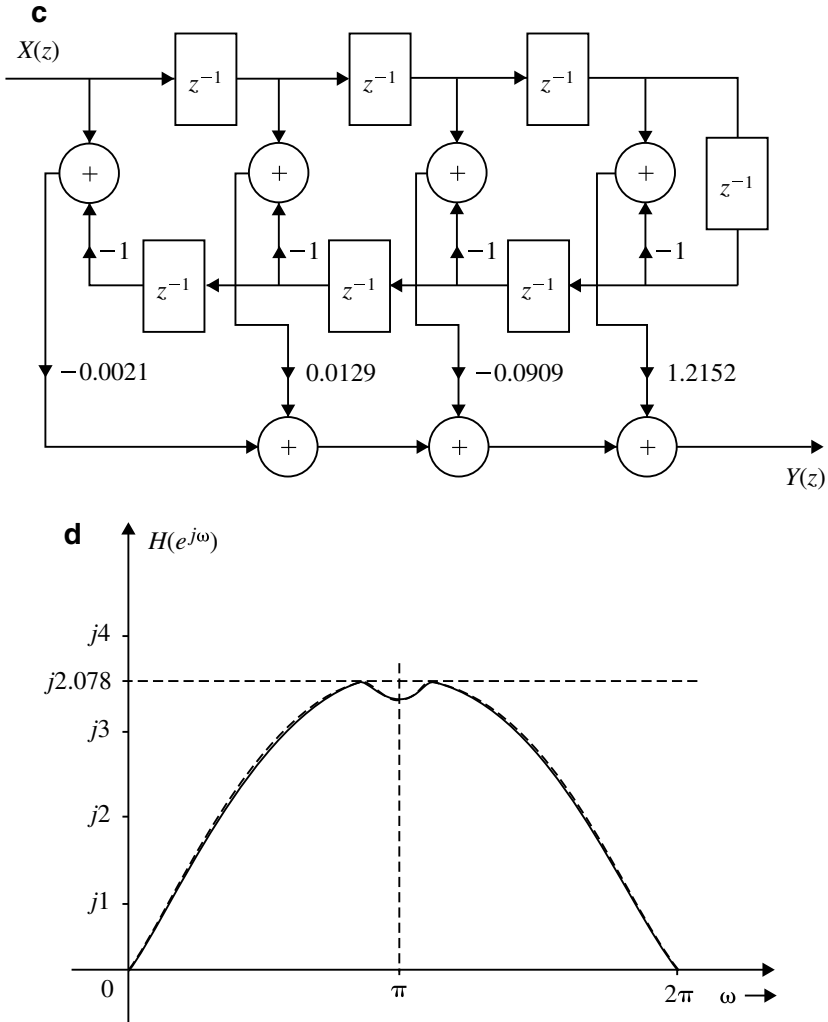 c
X(z)
z⁻¹ z⁻¹ z⁻¹
+ + + + z⁻¹
−1 −1 −1 −1
z⁻¹ z⁻¹ z⁻¹
−0.0021 0.0129 −0.0909 1.2152
+ + +
Y(z)
d
H(e^{jω})
j4
j2.078
j3
j2
j1
0 π 2π ω